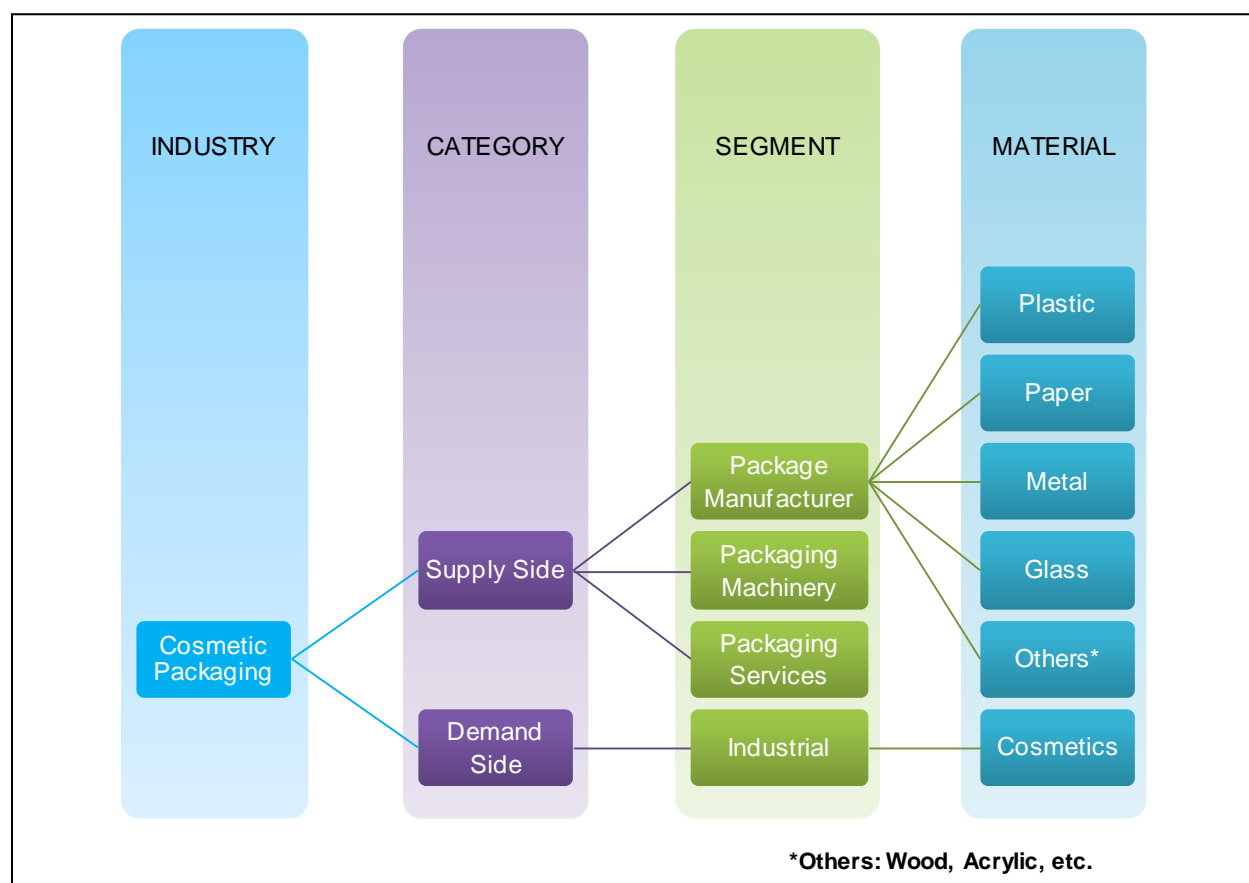 INDUSTRY
CATEGORY
SEGMENT
MATERIAL
Cosmetic
Packaging
Supply Side
Demand
Side
Package
Manufacturer
Packaging
Machinery
Packaging
Services
Industrial
Plastic
Paper
Metal
Glass
Others*
Cosmetics
*Others: Wood, Acrylic, etc.